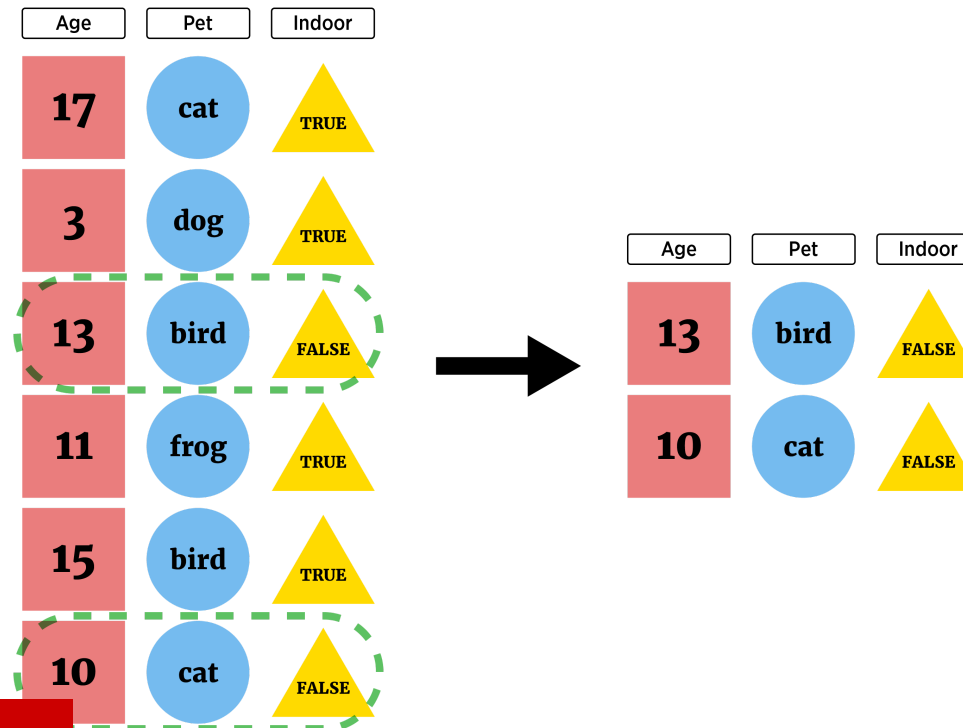 Age Pet Indoor
17 cat TRUE
3 dog TRUE
13 bird FALSE
11 frog TRUE
15 bird TRUE
10 cat FALSE
Age Pet Indoor
13 bird FALSE
10 cat FALSE